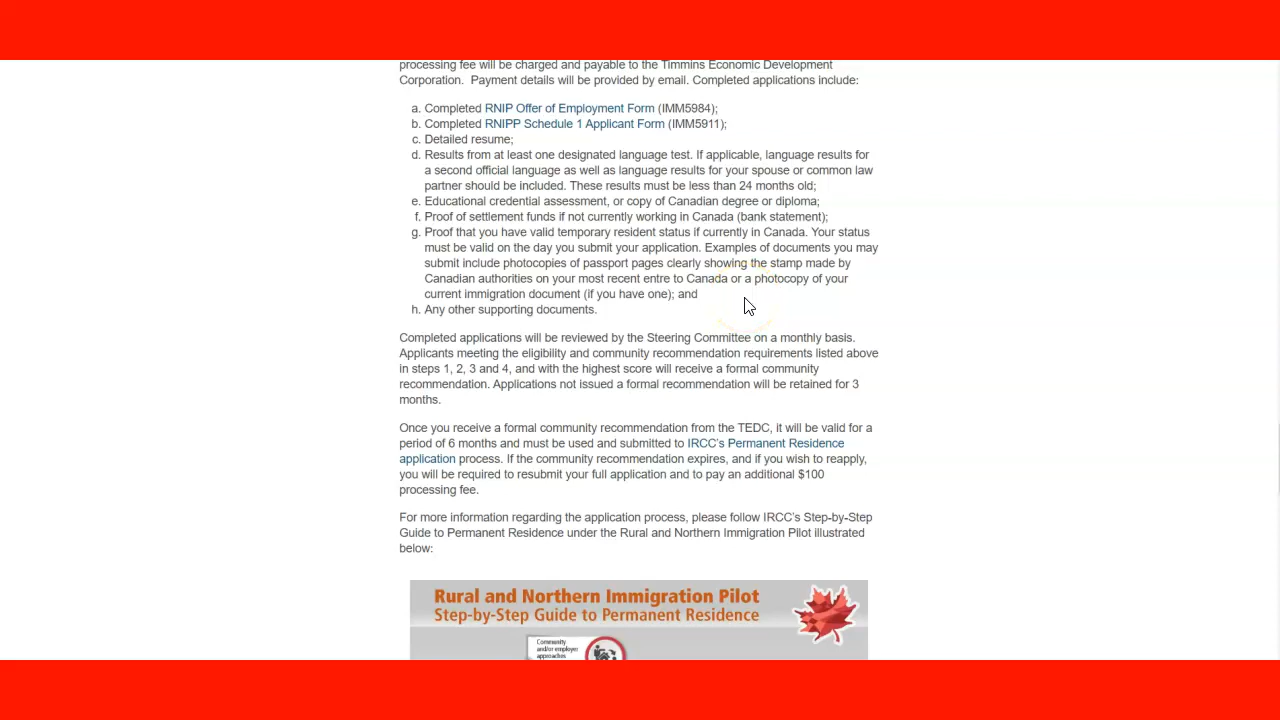 processing fee will be charged and payable to the Timmins Economic Development
Corporation.  Payment details will be provided by email. Completed applications include:
a. Completed RNIP Offer of Employment Form (IMM5984);
b. Completed RNIPP Schedule 1 Applicant Form (IMM5911);
c. Detailed resume;
d. Results from at least one designated language test. If applicable, language results for
a second official language as well as language results for your spouse or common law
partner should be included. These results must be less than 24 months old;
e. Educational credential assessment, or copy of Canadian degree or diploma;
f. Proof of settlement funds if not currently working in Canada (bank statement);
g. Proof that you have valid temporary resident status if currently in Canada. Your status
must be valid on the day you submit your application. Examples of documents you may
submit include photocopies of passport pages clearly showing the stamp made by
Canadian authorities on your most recent entre to Canada or a photocopy of your
current immigration document (if you have one); and
h. Any other supporting documents.
Completed applications will be reviewed by the Steering Committee on a monthly basis.
Applicants meeting the eligibility and community recommendation requirements listed above
in steps 1, 2, 3 and 4, and with the highest score will receive a formal community
recommendation. Applications not issued a formal recommendation will be retained for 3
months.
Once you receive a formal community recommendation from the TEDC, it will be valid for a
period of 6 months and must be used and submitted to IRCC's Permanent Residence
application process. If the community recommendation expires, and if you wish to reapply,
you will be required to resubmit your full application and to pay an additional $100
processing fee.
For more information regarding the application process, please follow IRCC's Step-by-Step
Guide to Permanent Residence under the Rural and Northern Immigration Pilot illustrated
below:
Rural and Northern Immigration Pilot
Step-by-Step Guide to Permanent Residence
Community
and/or employer
approaches